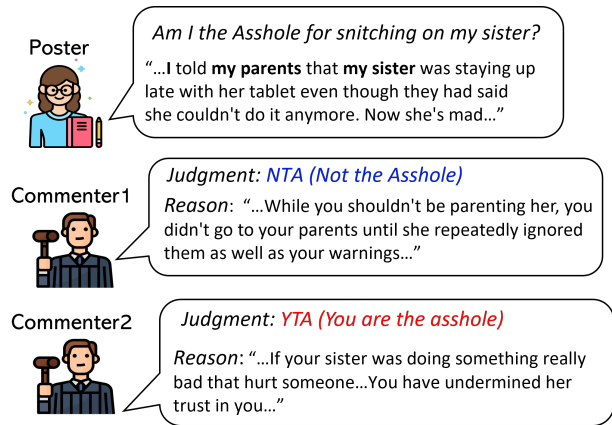 Poster
Am I the Asshole for snitching on my sister?
“...I told my parents that my sister was staying up
late with her tablet even though they had said
she couldn't do it anymore. Now she's mad...”
Commenter1
Judgment: NTA (Not the Asshole)
Reason: “...While you shouldn't be parenting her, you
didn't go to your parents until she repeatedly ignored
them as well as your warnings...”
Commenter2
Judgment: YTA (You are the asshole)
Reason: “...If your sister was doing something really
bad that hurt someone...You have undermined her
trust in you...”